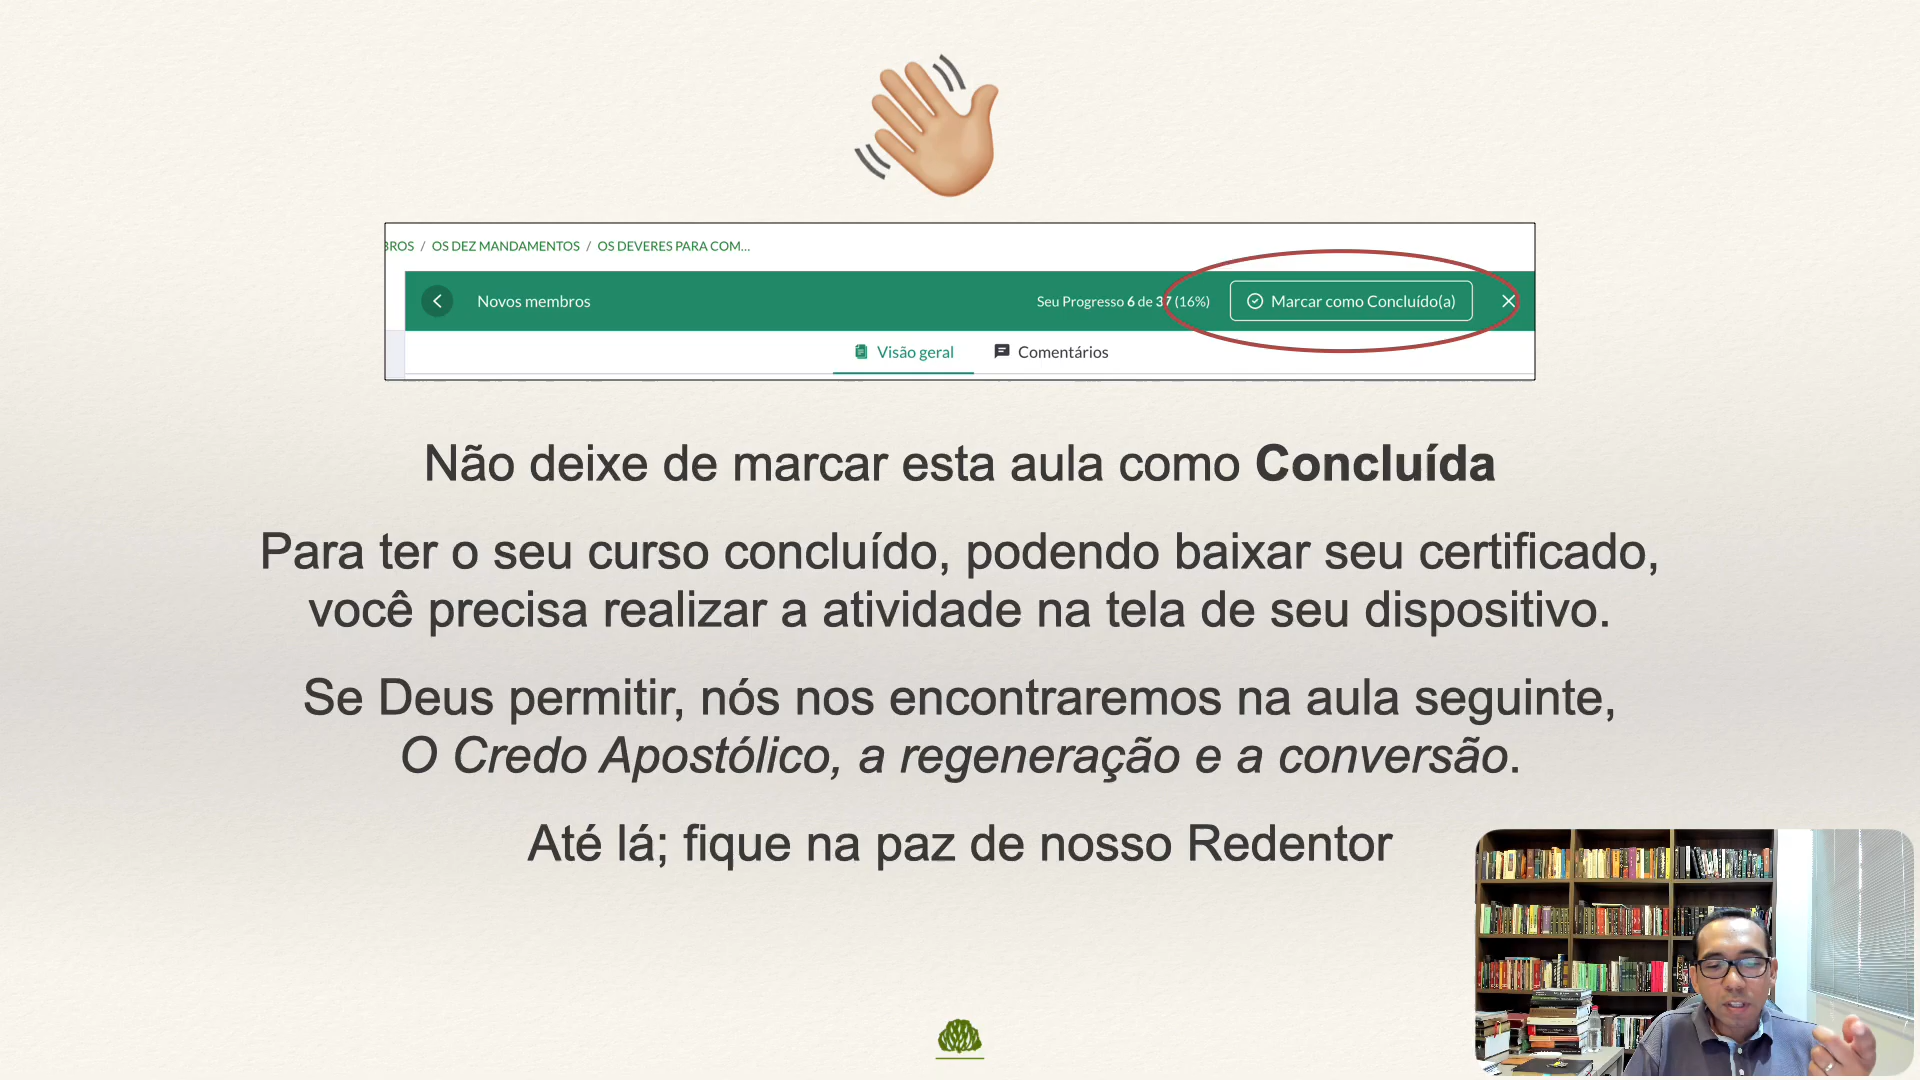 BROS / OS DEZ MANDAMENTOS / OS DEVERES PARA COM...
Novos membros
Seu Progresso 6 de 37 (16%)
Marcar como Concluído(a)
Visão geral
Comentários
Não deixe de marcar esta aula como Concluída
Para ter o seu curso concluído, podendo baixar seu certificado,
você precisa realizar a atividade na tela de seu dispositivo.
Se Deus permitir, nós nos encontraremos na aula seguinte,
O Credo Apostólico, a regeneração e a conversão.
Até lá; fique na paz de nosso Redentor